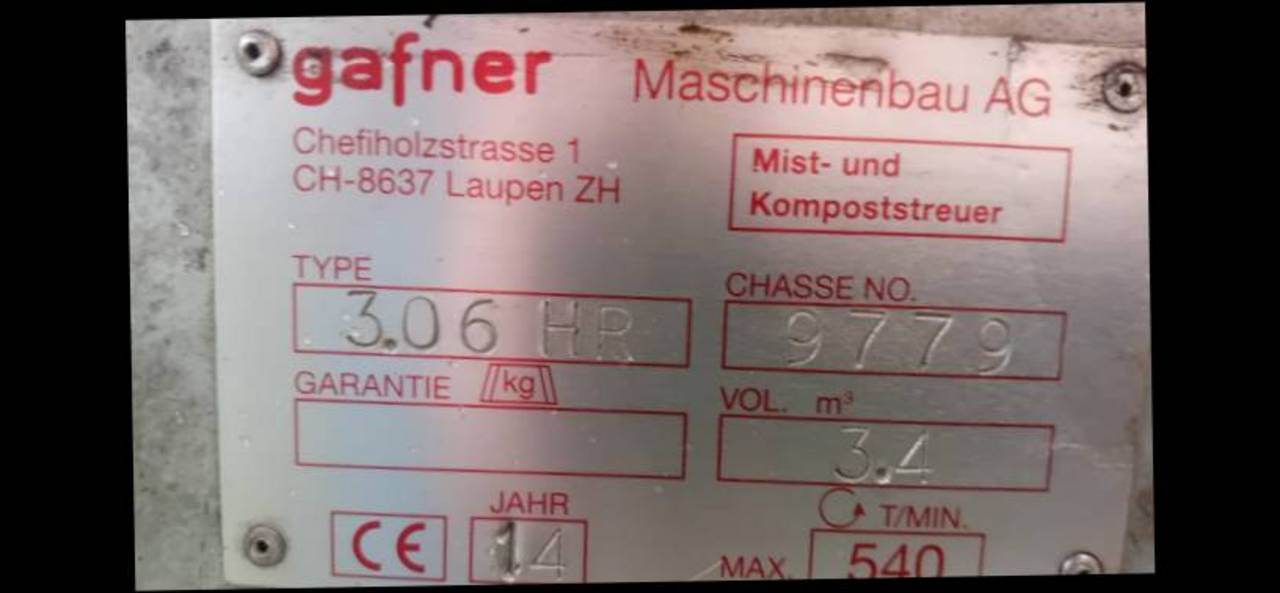 gafner Maschinenbau AG
Chefiholzstrasse 1
CH-8637 Laupen ZH
Mist- und
Kompoststreuer
TYPE
3.06 HR
CHASSE NO.
9779
GARANTIE kg
VOL. m³
3.4
JAHR
14
CE
T/MIN.
MAX. 540